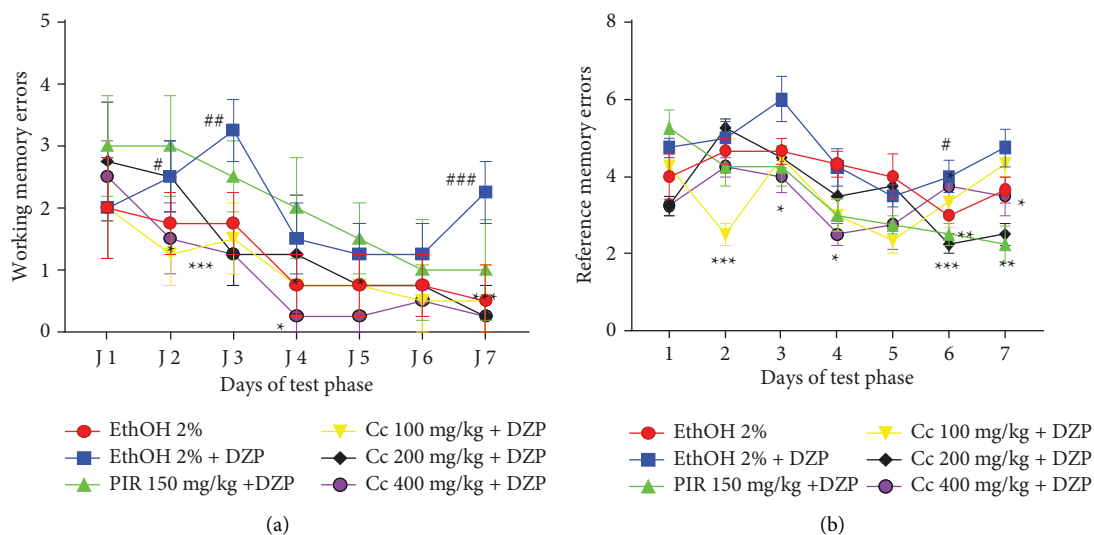 5
4
3
2
1
0
Working memory errors
#
##
###
*
***
*
*
*
***
J 1 J 2 J 3 J 4 J 5 J 6 J 7
Days of test phase
EthOH 2%
EthOH 2% + DZP
PIR 150 mg/kg +DZP
Cc 100 mg/kg + DZP
Cc 200 mg/kg + DZP
Cc 400 mg/kg + DZP
(a)
8
6
4
2
0
Reference memory errors
#
***
*
*
**
***
*
**
1 2 3 4 5 6 7
Days of test phase
EthOH 2%
EthOH 2% + DZP
PIR 150 mg/kg +DZP
Cc 100 mg/kg + DZP
Cc 200 mg/kg + DZP
Cc 400 mg/kg + DZP
(b)